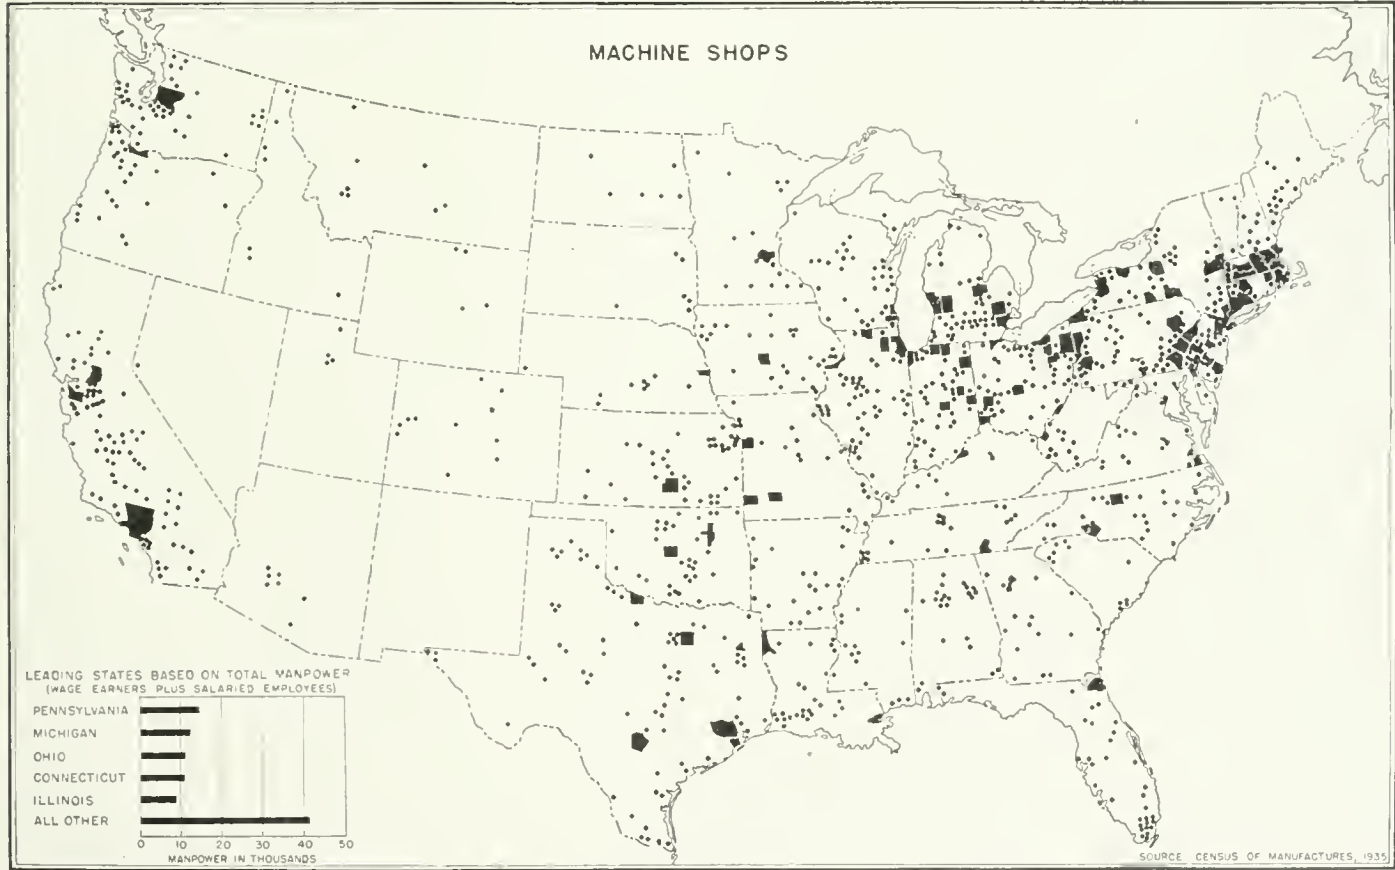 MACHINE SHOPS
LEADING STATES BASED ON TOTAL MANPOWER
(WAGE EARNERS PLUS SALARIED EMPLOYEES)
PENNSYLVANIA
MICHIGAN
OHIO
CONNECTICUT
ILLINOIS
ALL OTHER
0 10 20 30 40 50
MANPOWER IN THOUSANDS
SOURCE CENSUS OF MANUFACTURES, 1935